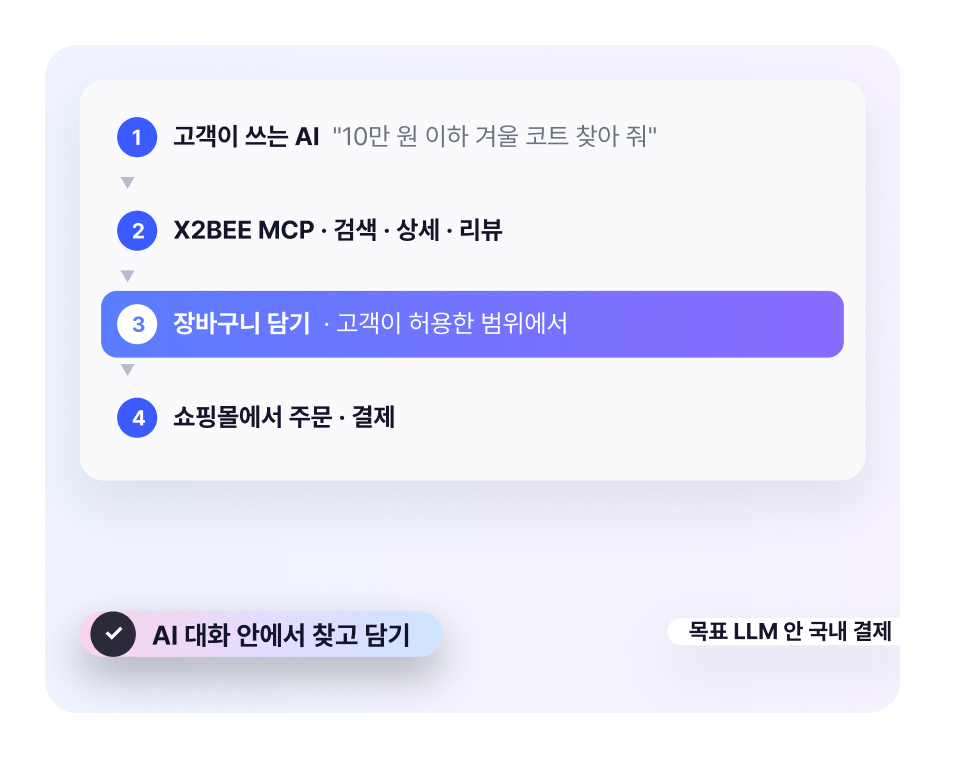 1 고객이 쓰는 AI "10만 원 이하 겨울 코트 찾아 줘"
2 X2BEE MCP · 검색 · 상세 · 리뷰
3 장바구니 담기 · 고객이 허용한 범위에서
4 쇼핑몰에서 주문 · 결제
AI 대화 안에서 찾고 담기
목표 LLM 안 국내 결제